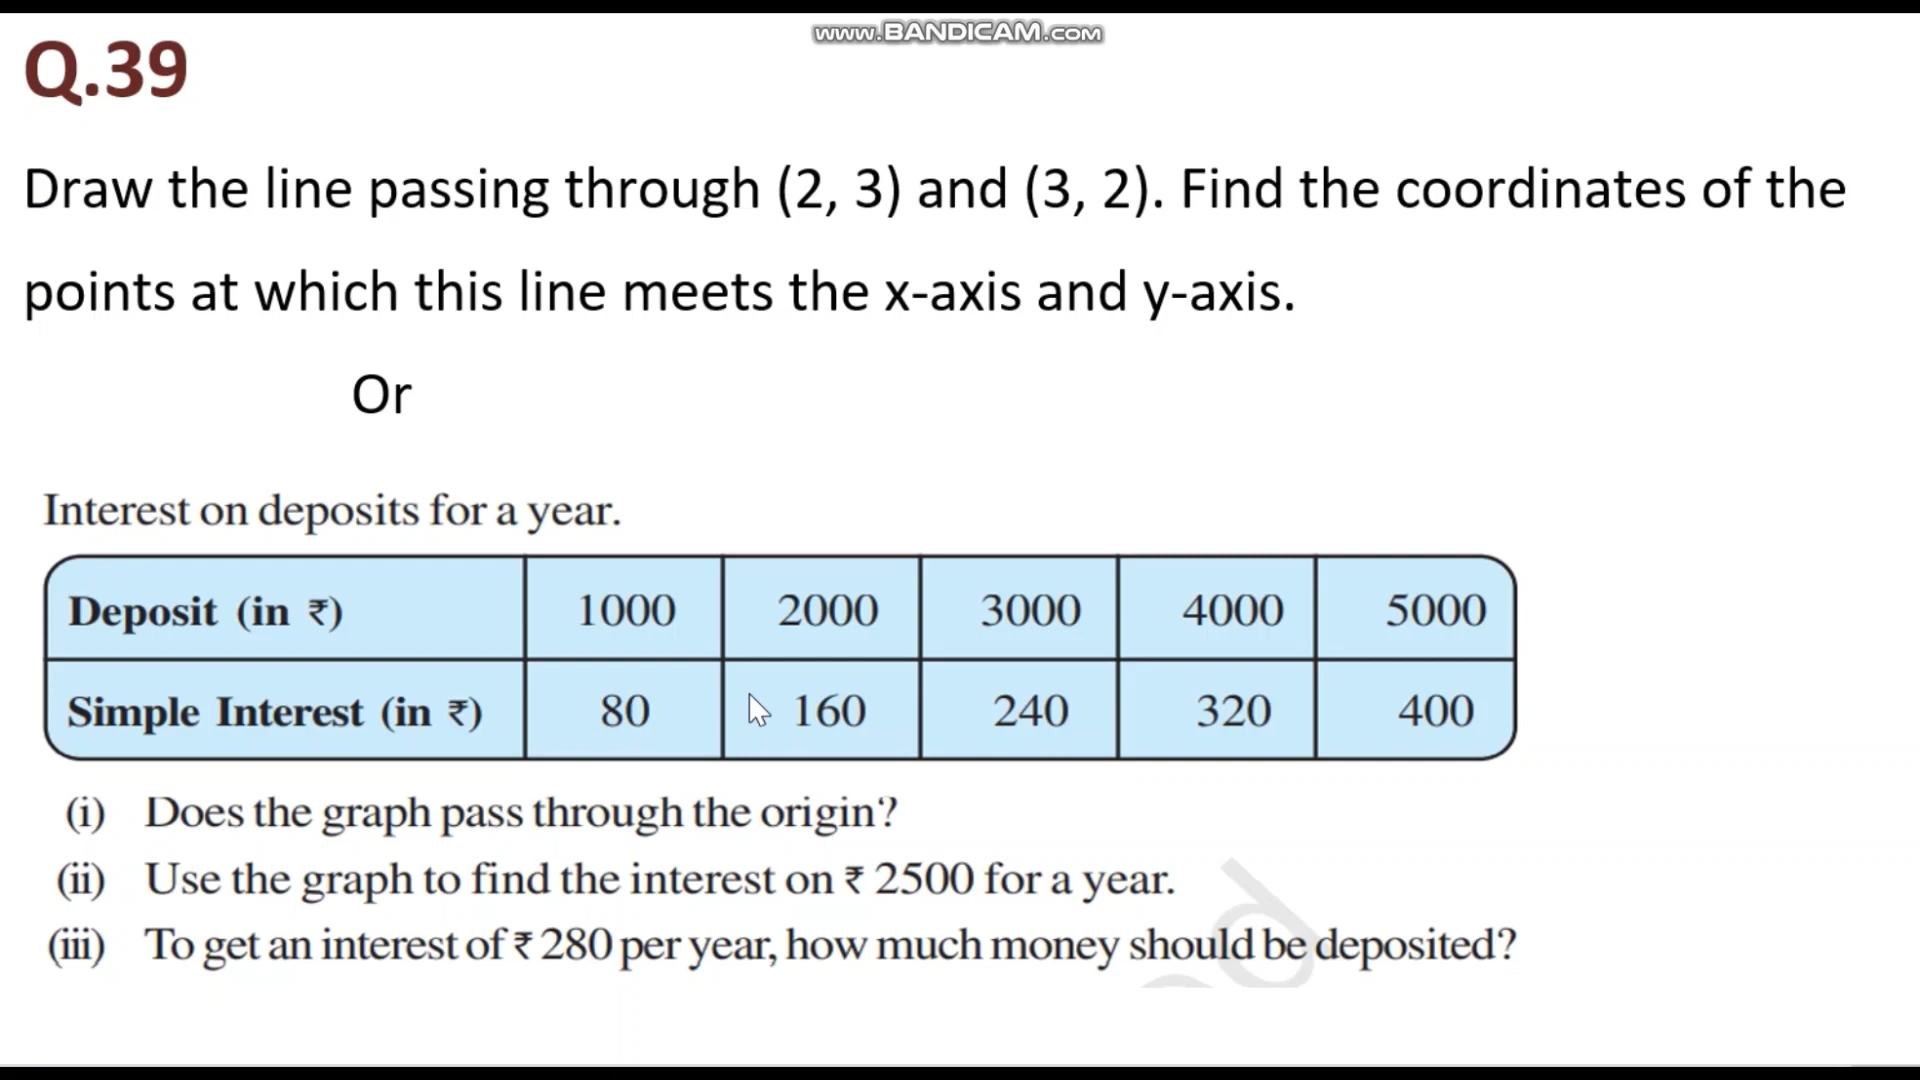 www.BANDICAM.com
Q.39
Draw the line passing through (2, 3) and (3, 2). Find the coordinates of the
points at which this line meets the x-axis and y-axis.
Or
Interest on deposits for a year.
Deposit (in ₹) 1000 2000 3000 4000 5000
Simple Interest (in ₹) 80 160 240 320 400
(i) Does the graph pass through the origin?
(ii) Use the graph to find the interest on ₹ 2500 for a year.
(iii) To get an interest of ₹ 280 per year, how much money should be deposited?